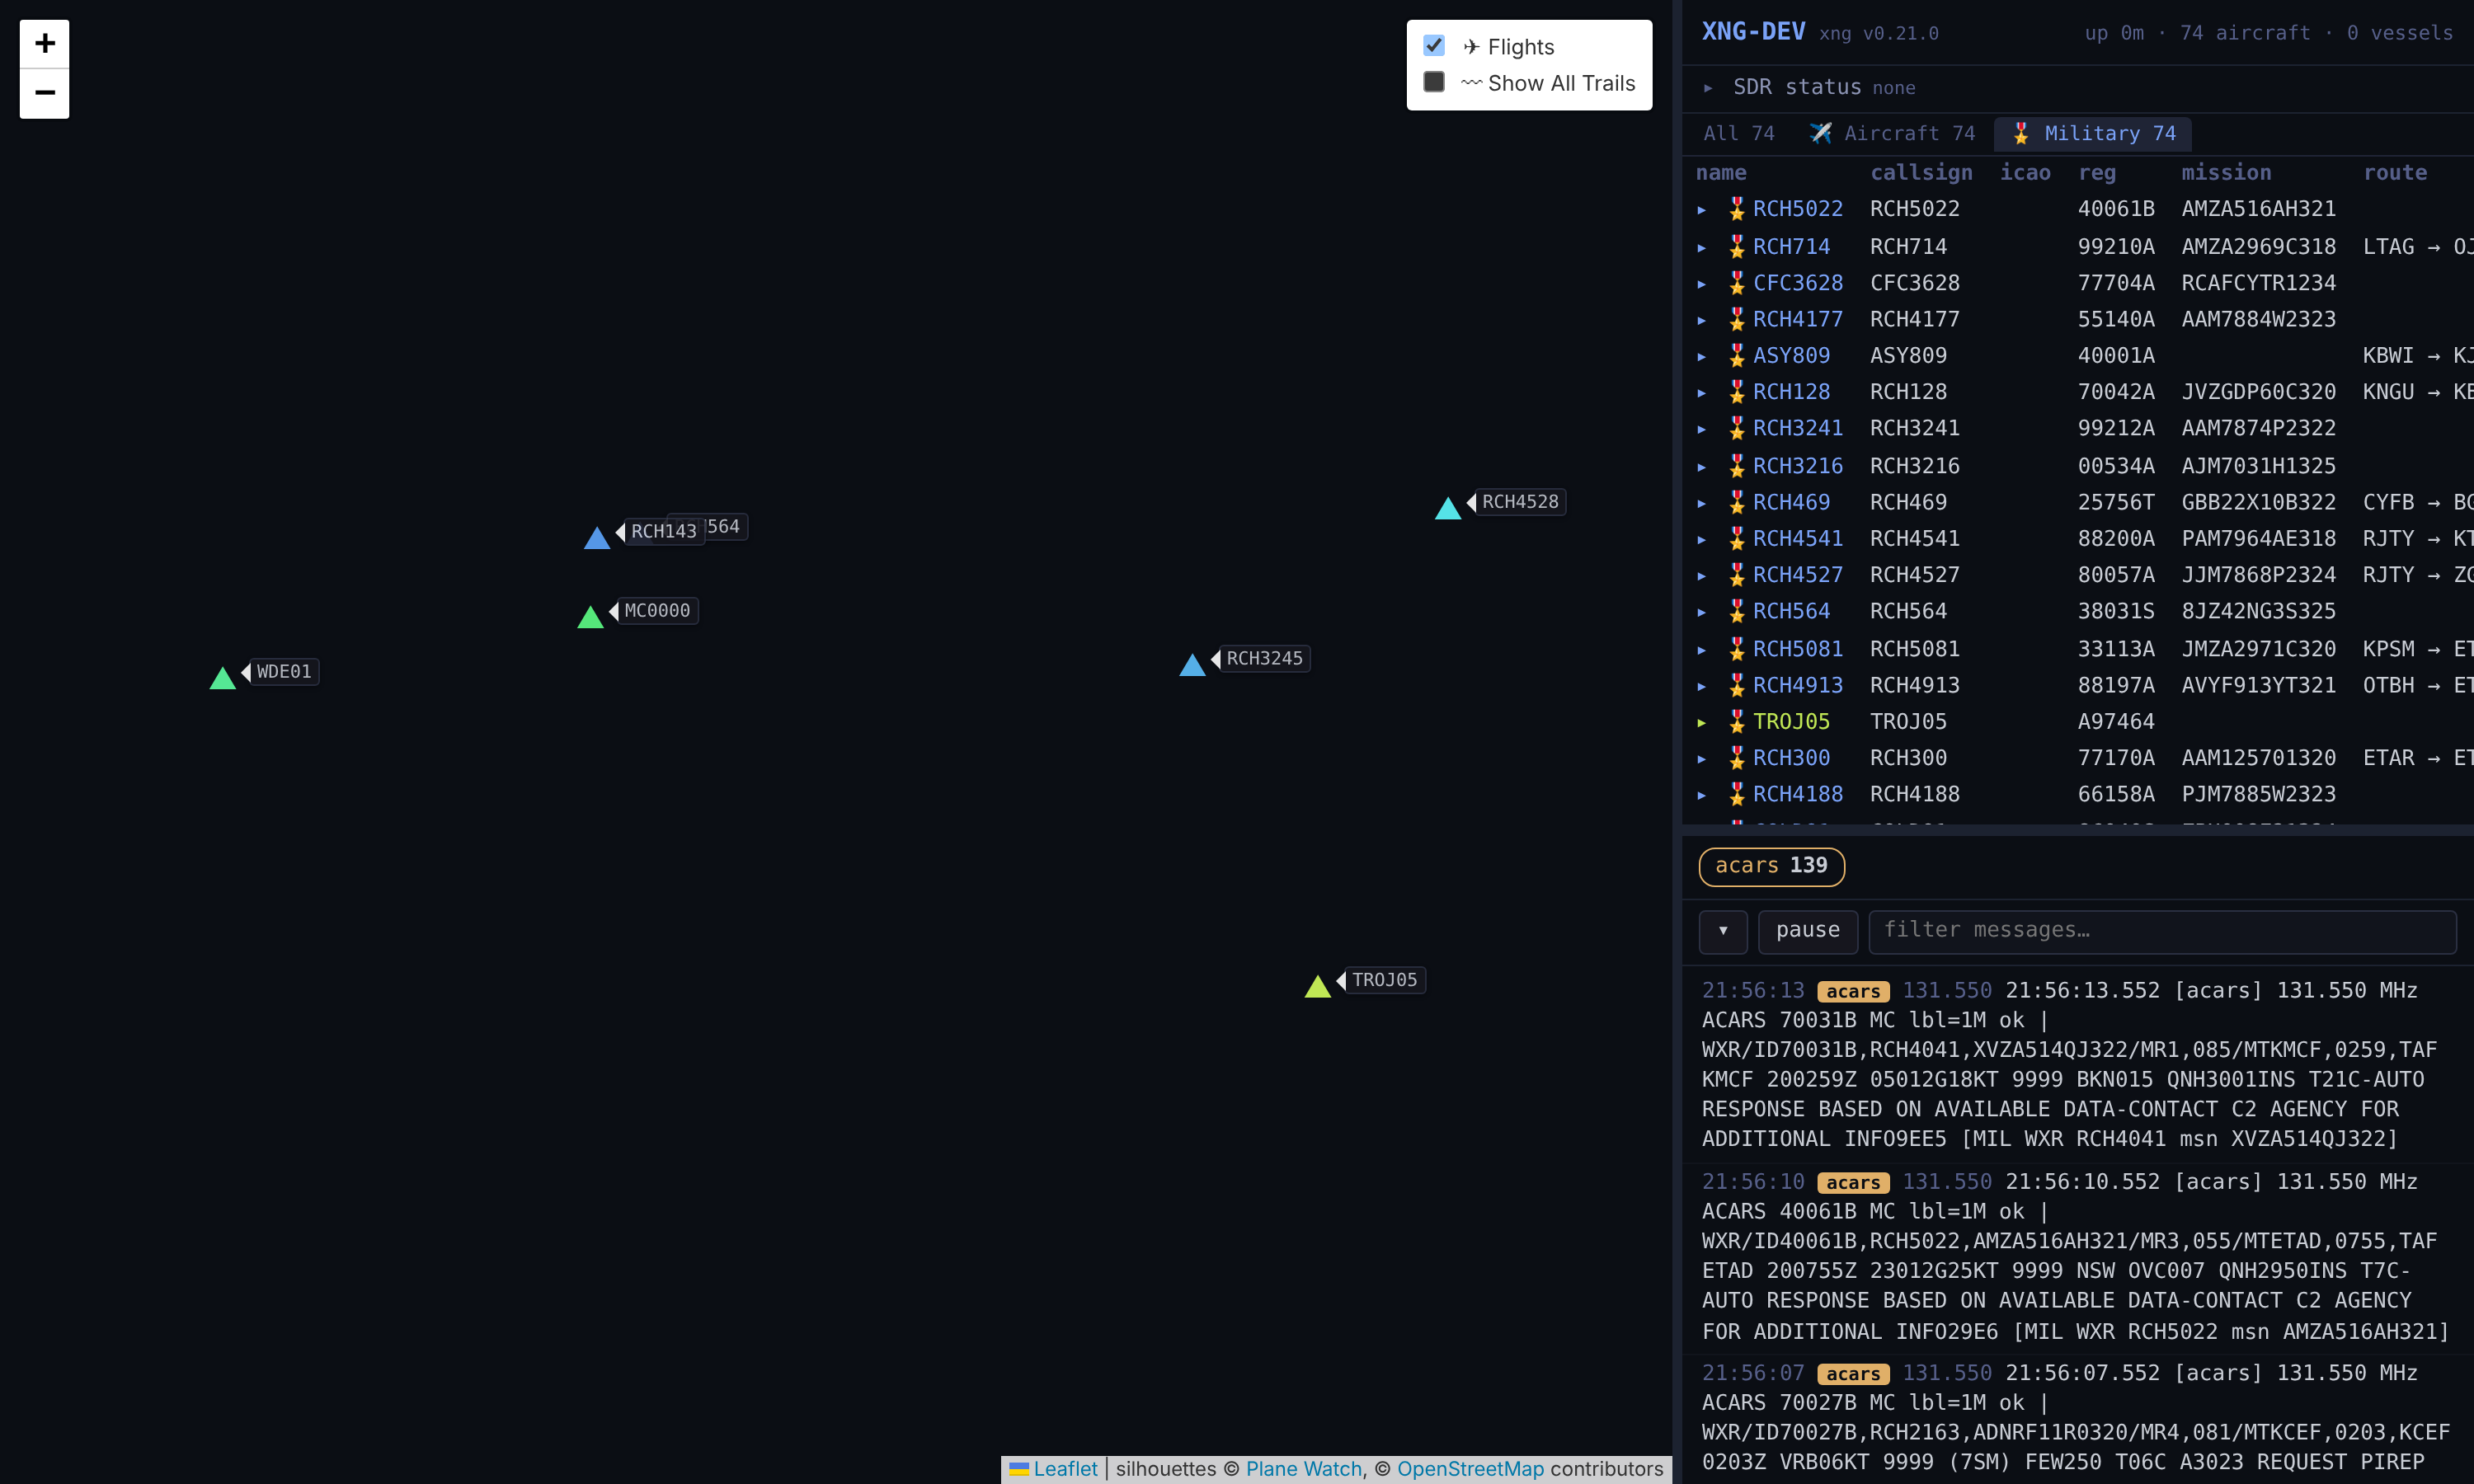 +
−
✈ Flights
〰 Show All Trails
RCH4528
RCH143
564
MC0000
RCH3245
WDE01
TROJ05
Leaflet | silhouettes © Plane Watch, © OpenStreetMap contributors
XNG-DEV xng v0.21.0 up 0m · 74 aircraft · 0 vessels
▸ SDR status none
All 74 ✈️ Aircraft 74 🎖️ Military 74
name callsign icao reg mission route
▸ 🎖️ RCH5022 RCH5022 40061B AMZA516AH321
▸ 🎖️ RCH714 RCH714 99210A AMZA2969C318 LTAG → OJ
▸ 🎖️ CFC3628 CFC3628 77704A RCAFCYTR1234
▸ 🎖️ RCH4177 RCH4177 55140A AAM7884W2323
▸ 🎖️ ASY809 ASY809 40001A KBWI → KJ
▸ 🎖️ RCH128 RCH128 70042A JVZGDP60C320 KNGU → KB
▸ 🎖️ RCH3241 RCH3241 99212A AAM7874P2322
▸ 🎖️ RCH3216 RCH3216 00534A AJM7031H1325
▸ 🎖️ RCH469 RCH469 25756T GBB22X10B322 CYFB → BG
▸ 🎖️ RCH4541 RCH4541 88200A PAM7964AE318 RJTY → KT
▸ 🎖️ RCH4527 RCH4527 80057A JJM7868P2324 RJTY →
▸ 🎖️ RCH564 RCH564 38031S 8JZ42NG3S325
▸ 🎖️ RCH5081 RCH5081 33113A JMZA2971C320 KPSM → ET
▸ 🎖️ RCH4913 RCH4913 88197A AVYF913YT321 OTBH → ET
▸ 🎖️ TROJ05 TROJ05 A97464
▸ 🎖️ RCH300 RCH300 77170A AAM125701320 ETAR → ET
▸ 🎖️ RCH4188 RCH4188 66158A PJM7885W2323
acars 139
▾ pause filter messages…
21:56:13 acars 131.550 21:56:13.552 [acars] 131.550 MHz
ACARS 70031B MC lbl=1M ok |
WXR/ID70031B,RCH4041,XVZA514QJ322/MR1,085/MTKMCF,0259,TAF
KMCF 200259Z 05012G18KT 9999 BKN015 QNH3001INS T21C-AUTO
RESPONSE BASED ON AVAILABLE DATA-CONTACT C2 AGENCY FOR
ADDITIONAL INFO9EE5 [MIL WXR RCH4041 msn XVZA514QJ322]
21:56:10 acars 131.550 21:56:10.552 [acars] 131.550 MHz
ACARS 40061B MC lbl=1M ok |
WXR/ID40061B,RCH5022,AMZA516AH321/MR3,055/MTETAD,0755,TAF
ETAD 200755Z 23012G25KT 9999 NSW OVC007 QNH2950INS T7C-
AUTO RESPONSE BASED ON AVAILABLE DATA-CONTACT C2 AGENCY
FOR ADDITIONAL INFO29E6 [MIL WXR RCH5022 msn AMZA516AH321]
21:56:07 acars 131.550 21:56:07.552 [acars] 131.550 MHz
ACARS 70027B MC lbl=1M ok |
WXR/ID70027B,RCH2163,ADNRF11R0320/MR4,081/MTKCEF,0203,KCEF
0203Z VRB06KT 9999 (7SM) FEW250 T06C A3023 REQUEST PIREP